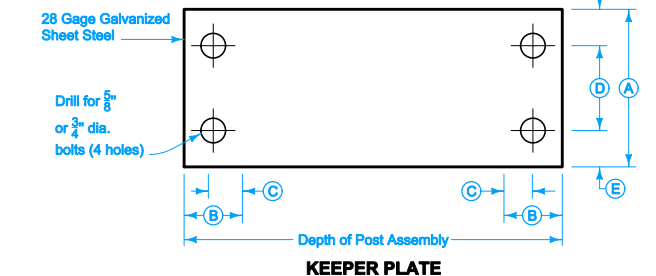 28 Gage Galvanized
Sheet Steel
Drill for 5/8"
or 3/4" dia.
bolts (4 holes)
D
A
E
C
C
B
B
Depth of Post Assembly
KEEPER PLATE